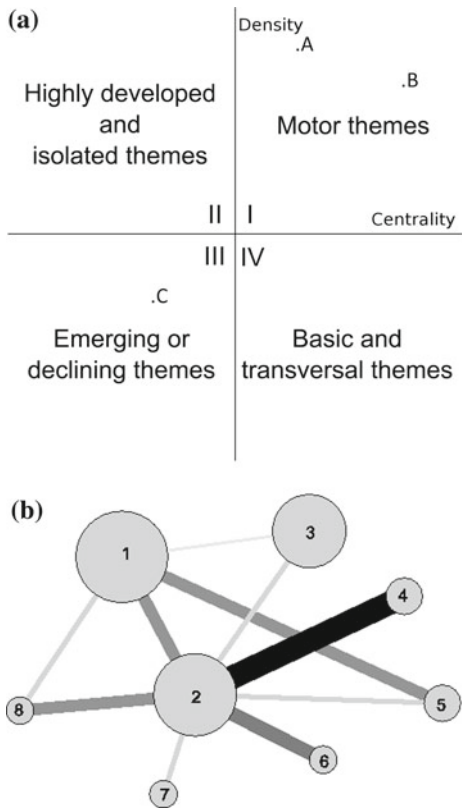 (a)
Density
.A
.B
Highly developed
and
isolated themes
Motor themes
II I
Centrality
III IV
.C
Emerging or
declining themes
Basic and
transversal themes
(b)
1
3
4
2
5
8
6
7